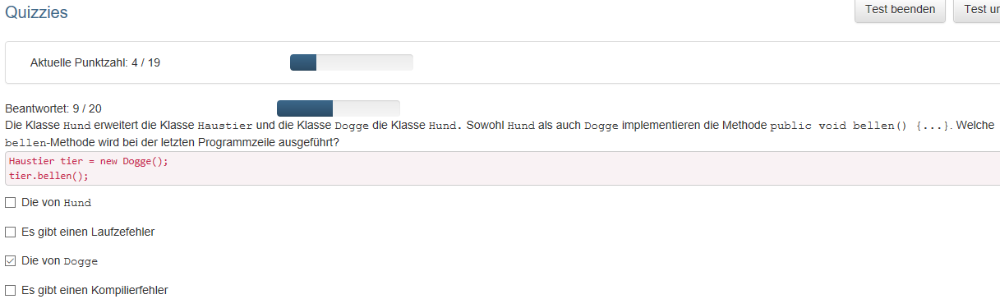 Quizzies
Test beenden
Test ur
Aktuelle Punktzahl: 4 / 19
Beantwortet: 9 / 20
Die Klasse Hund erweitert die Klasse Haustier und die Klasse Dogge die Klasse Hund. Sowohl Hund als auch Dogge implementieren die Methode public void bellen() {...}. Welche
bellen-Methode wird bei der letzten Programmzeile ausgeführt?
Haustier tier = new Dogge();
tier.bellen();
Die von Hund
Es gibt einen Laufzefehler
Die von Dogge
Es gibt einen Kompilierfehler